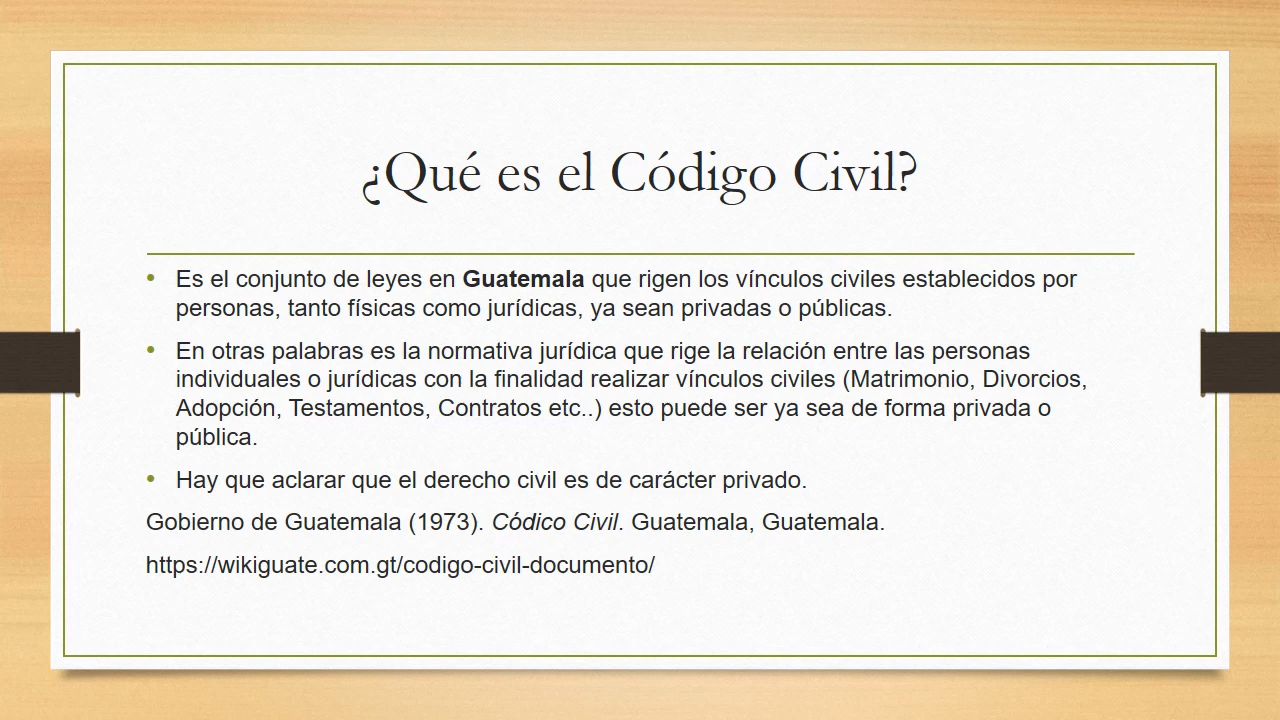 ¿Qué es el Código Civil?
• Es el conjunto de leyes en Guatemala que rigen los vínculos civiles establecidos por
personas, tanto físicas como jurídicas, ya sean privadas o públicas.
• En otras palabras es la normativa jurídica que rige la relación entre las personas
individuales o jurídicas con la finalidad realizar vínculos civiles (Matrimonio, Divorcios,
Adopción, Testamentos, Contratos etc..) esto puede ser ya sea de forma privada o
pública.
• Hay que aclarar que el derecho civil es de carácter privado.
Gobierno de Guatemala (1973). Códico Civil. Guatemala, Guatemala.
https://wikiguate.com.gt/codigo-civil-documento/